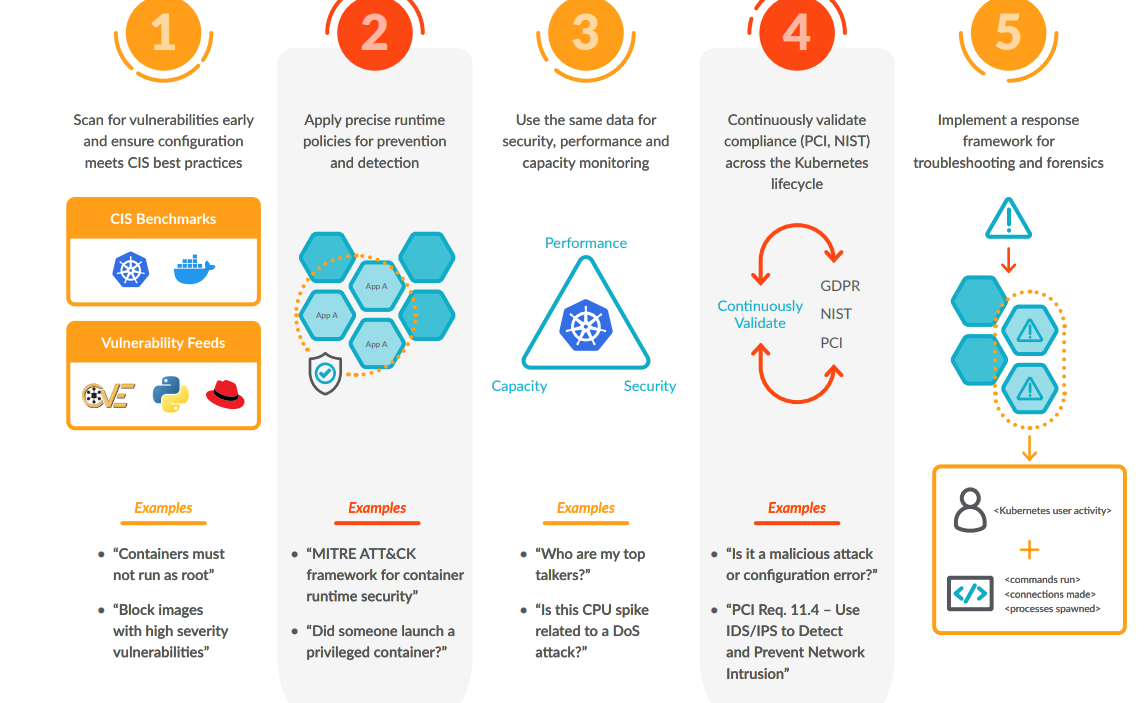 1
Scan for vulnerabilities early
and ensure configuration
meets CIS best practices
CIS Benchmarks
Vulnerability Feeds
CVE
Examples
• “Containers must
not run as root”
• “Block images
with high severity
vulnerabilities”
2
Apply precise runtime
policies for prevention
and detection
App A
App A
App A
Examples
• “MITRE ATT&CK
framework for container
runtime security”
• “Did someone launch a
privileged container?”
3
Use the same data for
security, performance and
capacity monitoring
Performance
Capacity
Security
Examples
• “Who are my top
talkers?”
• “Is this CPU spike
related to a DoS
attack?”
4
Continuously validate
compliance (PCI, NIST)
across the Kubernetes
lifecycle
Continuously
Validate
GDPR
NIST
PCI
Examples
• “Is it a malicious attack
or configuration error?”
• “PCI Req. 11.4 – Use
IDS/IPS to Detect
and Prevent Network
Intrusion”
5
Implement a response
framework for
troubleshooting and forensics
<Kubernetes user activity>
+
</>
<commands run>
<connections made>
<processes spawned>